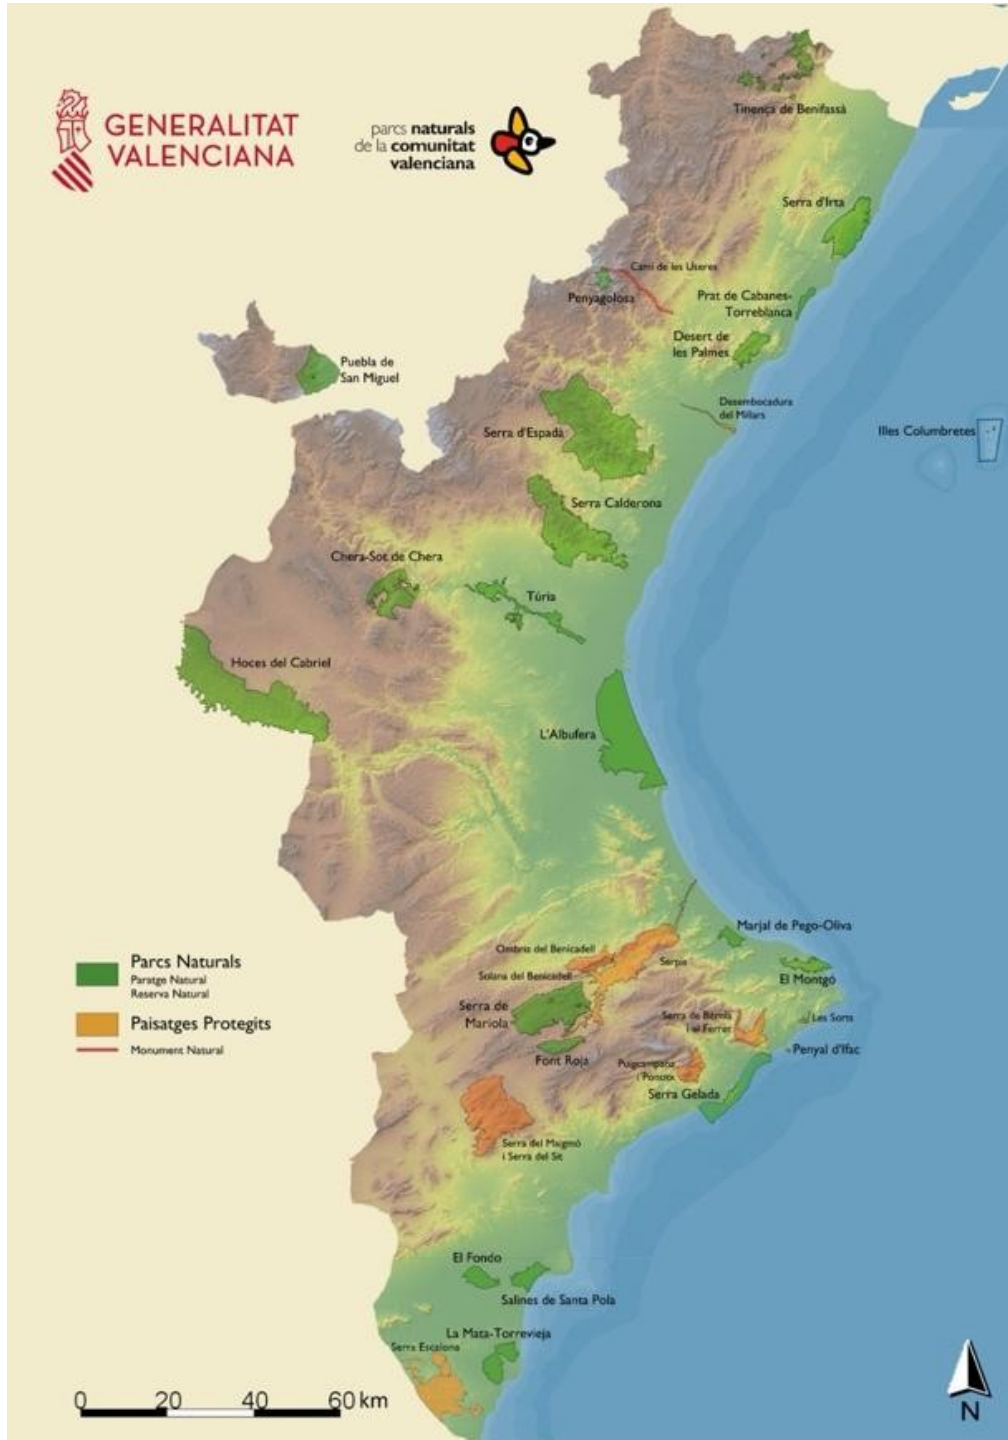 GENERALITAT
VALENCIANA
parcs naturals
de la comunitat
valenciana
Tinença de Benifassà
Serra d'Irta
Camí de les Useres
Penyagolosa
Prat de Cabanes-
Torreblanca
Desert de
les Palmes
Puebla de
San Miguel
Desembocadura
del Millars
Serra d'Espadà
Illes Columbretes
Serra Calderona
Chera-Sot de Chera
Túria
Hoces del Cabriel
L'Albufera
Marjal de Pego-Oliva
Ombria del Benicadell
Serpis
Solana del Benicadell
El Montgó
Serra de
Mariola
Serra de Bèrnia
i el Ferrer
Les Sorts
Font Roja
Penyal d'Ifac
Puigcampana
i Ponotx
Serra Gelada
Serra del Maigmó
i Serra del Sit
El Fondo
Salines de Santa Pola
La Mata-Torrevieja
Serra Escalona
Parcs Naturals
Paratge Natural
Reserva Natural
Paisatges Protegits
Monument Natural
0 20 40 60 km
N